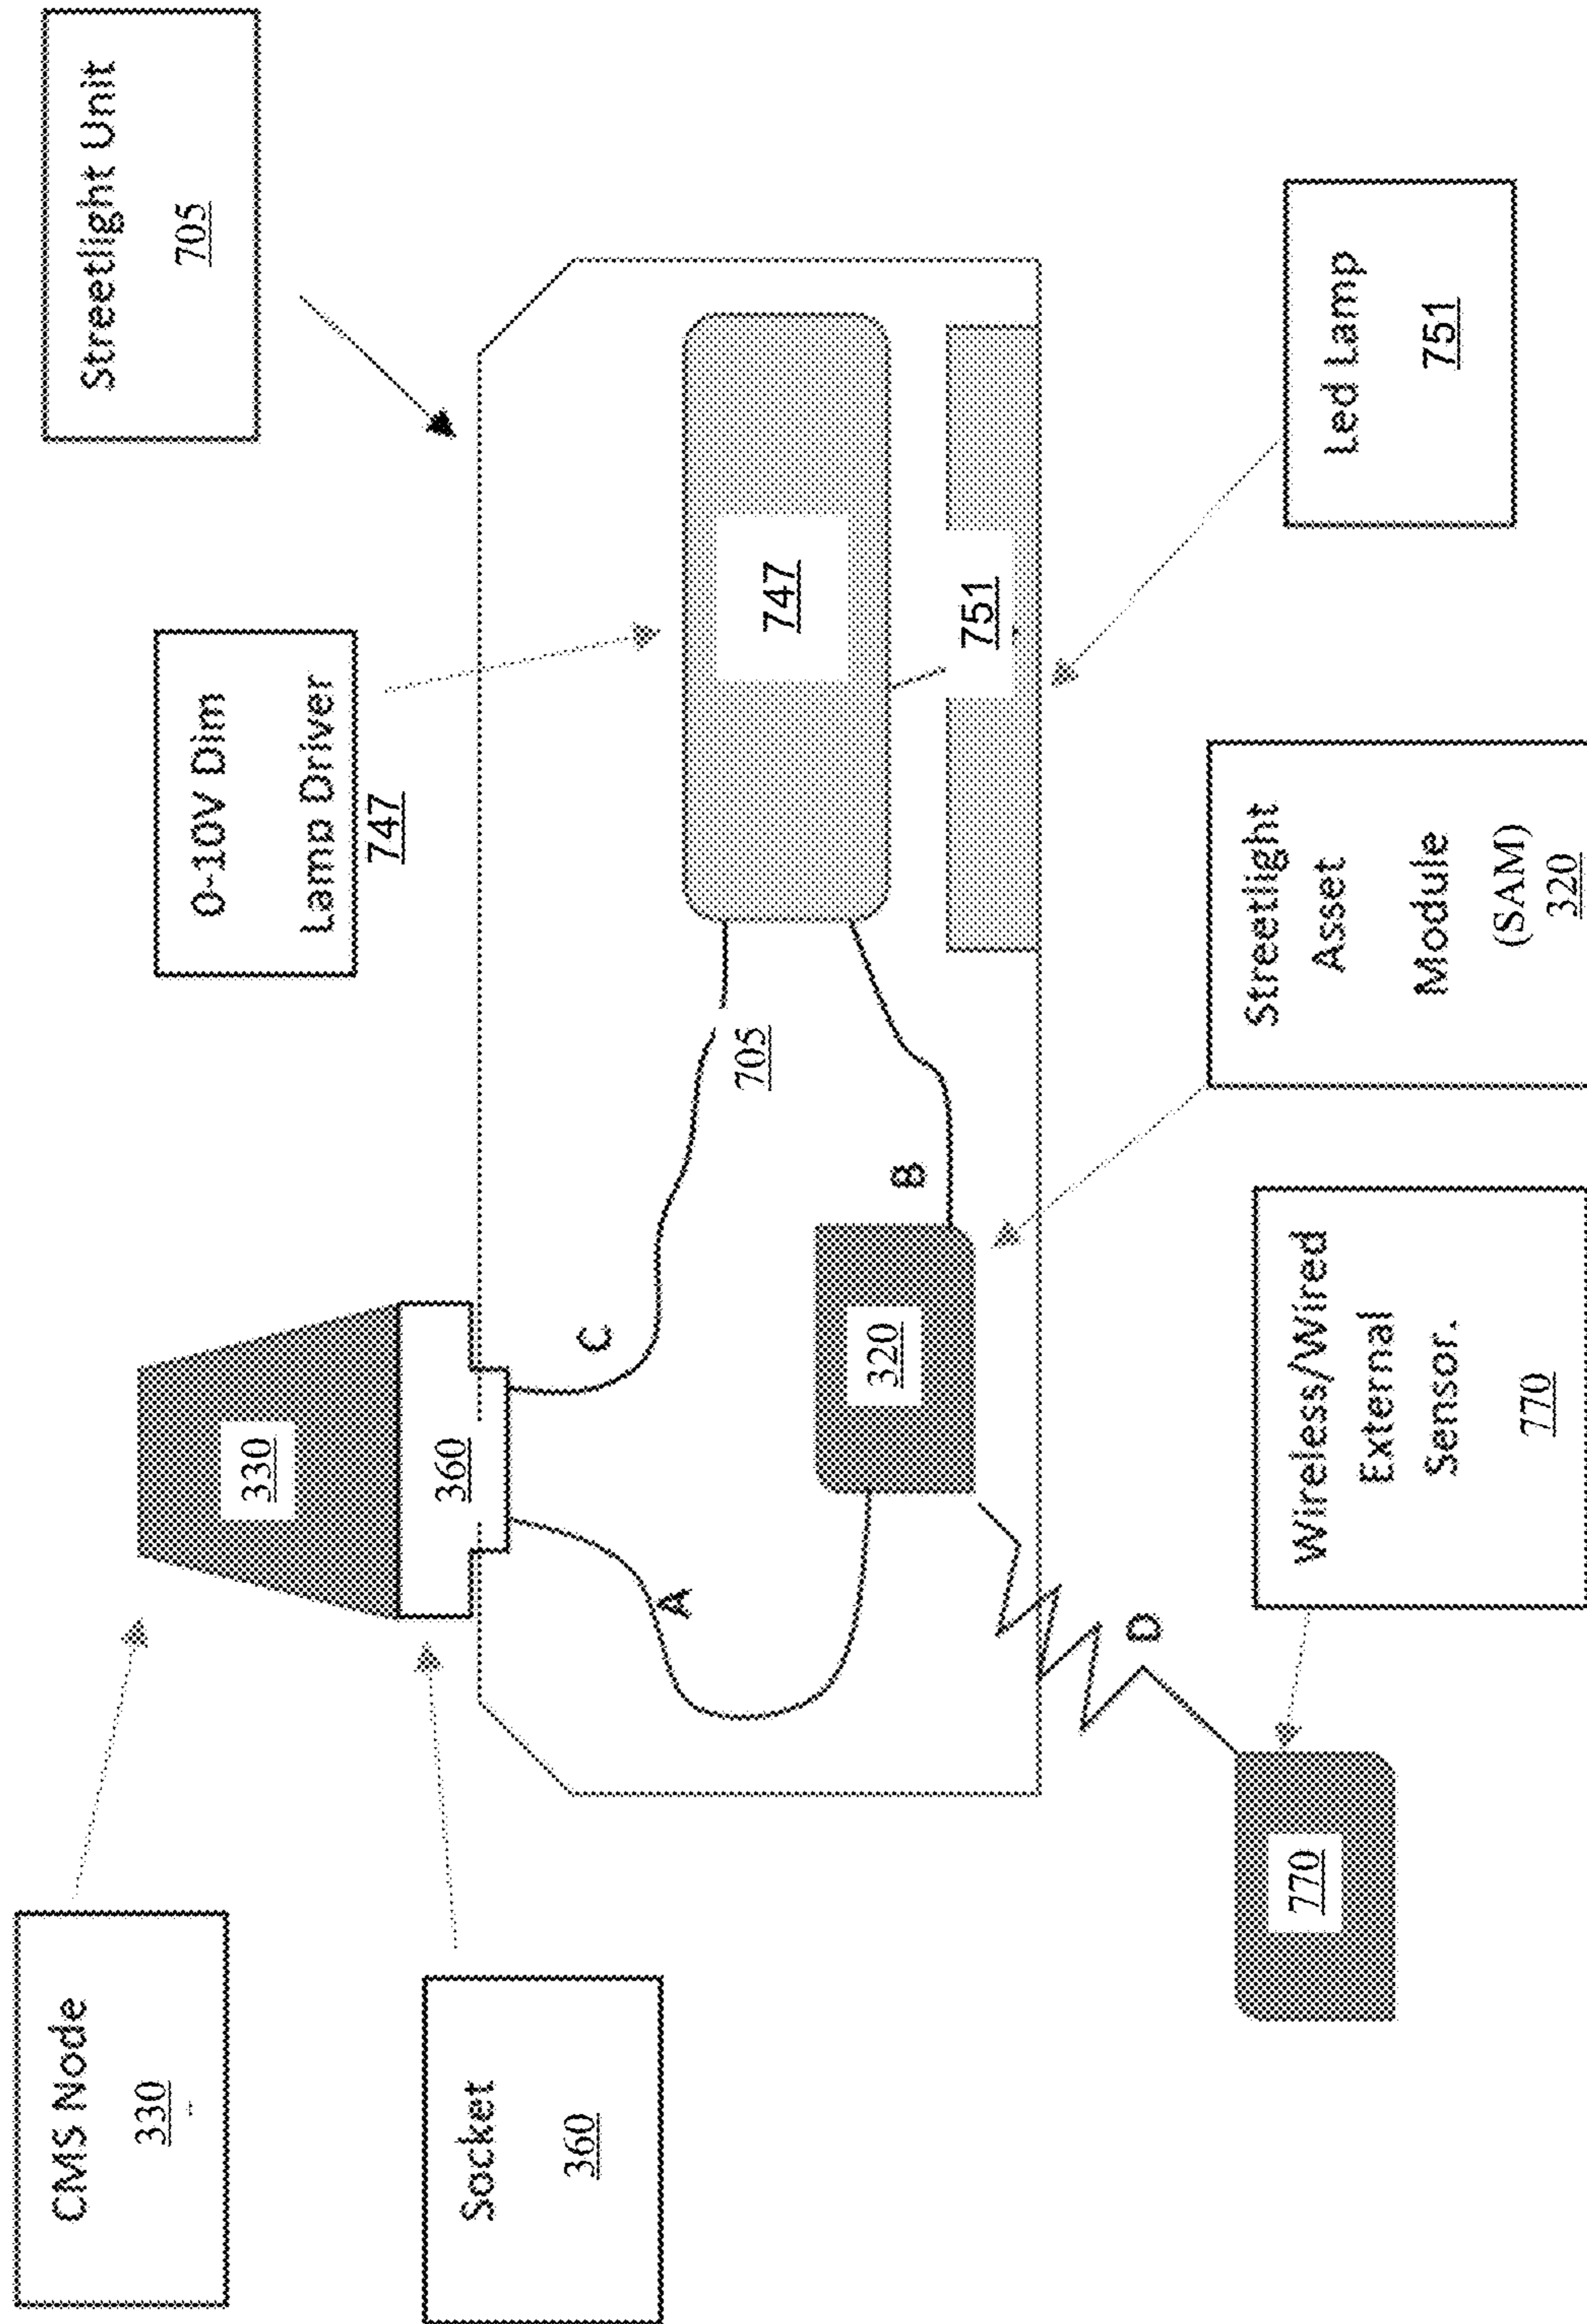 CMS Node
330
Socket
360
0-10V Dim
Lamp Driver
747
Streetlight Unit
705
330
360
A
C
705
747
B
320
751
D
770
Wireless/Wired
External
Sensor.
770
Streetlight
Asset
Module
(SAM)
320
Led Lamp
751